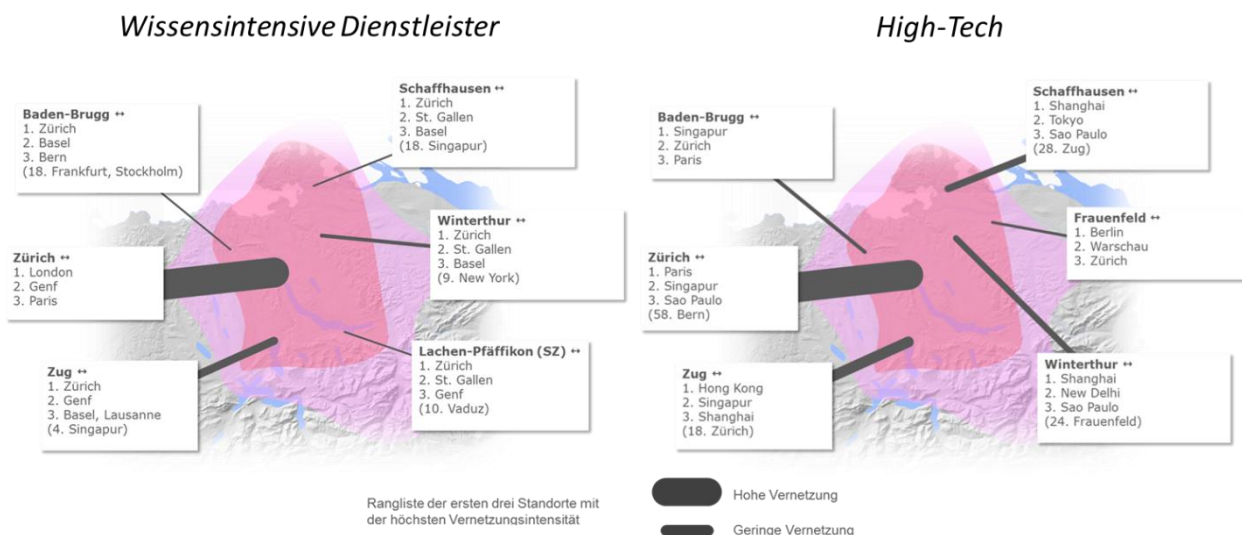 Wissensintensive Dienstleister
Baden-Brugg ↔
1. Zürich
2. Basel
3. Bern
(18. Frankfurt, Stockholm)
Schaffhausen ↔
1. Zürich
2. St. Gallen
3. Basel
(18. Singapur)
Winterthur ↔
1. Zürich
2. St. Gallen
3. Basel
(9. New York)
Zürich ↔
1. London
2. Genf
3. Paris
Lachen-Pfäffikon (SZ) ↔
1. Zürich
2. St. Gallen
3. Genf
(10. Vaduz)
Zug ↔
1. Zürich
2. Genf
3. Basel, Lausanne
(4. Singapur)
Rangliste der ersten drei Standorte mit
der höchsten Vernetzungsintensität
High-Tech
Schaffhausen ↔
1. Shanghai
2. Tokyo
3. Sao Paulo
(28. Zug)
Baden-Brugg ↔
1. Singapur
2. Zürich
3. Paris
Frauenfeld ↔
1. Berlin
2. Warschau
3. Zürich
Zürich ↔
1. Paris
2. Singapur
3. Sao Paulo
(58. Bern)
Winterthur ↔
1. Shanghai
2. New Delhi
3. Sao Paulo
(24. Frauenfeld)
Zug ↔
1. Hong Kong
2. Singapur
3. Shanghai
(18. Zürich)
Hohe Vernetzung
Geringe Vernetzung